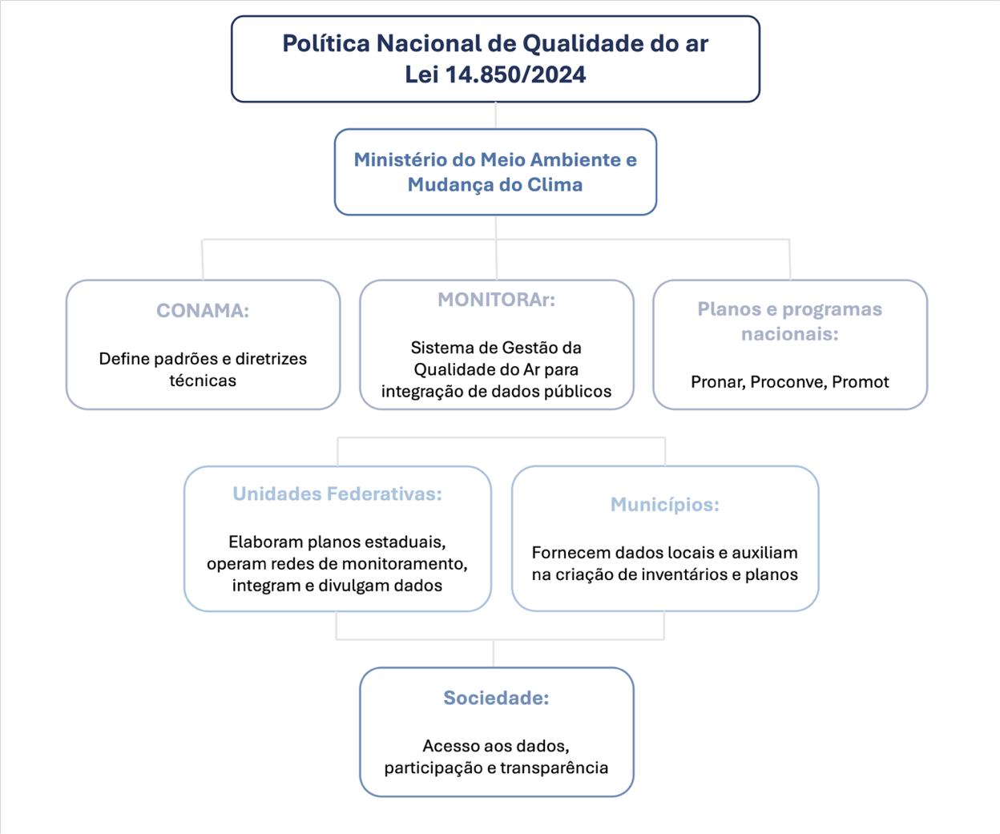 Política Nacional de Qualidade do ar
Lei 14.850/2024
Ministério do Meio Ambiente e
Mudança do Clima
CONAMA:
Define padrões e diretrizes
técnicas
MONITORAr:
Sistema de Gestão da
Qualidade do Ar para
integração de dados públicos
Planos e programas
nacionais:
Pronar, Proconve, Promot
Unidades Federativas:
Elaboram planos estaduais,
operam redes de monitoramento,
integram e divulgam dados
Municípios:
Fornecem dados locais e auxiliam
na criação de inventários e planos
Sociedade:
Acesso aos dados,
participação e transparência